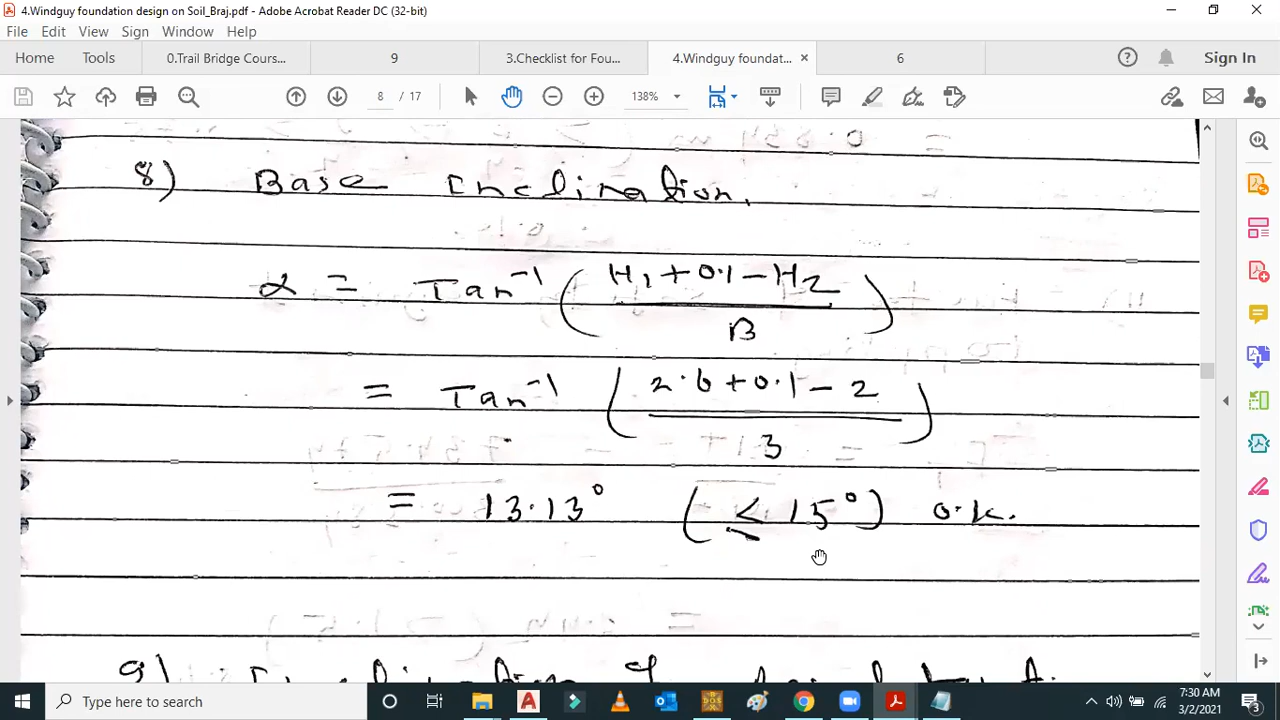 4.Windguy foundation design on Soil_Braj.pdf - Adobe Acrobat Reader DC (32-bit)
File Edit View Sign Window Help
Home Tools 0.Trail Bridge Cours... 9 3.Checklist for Fou... 4.Windguy foundat... × 6 Sign In
8 / 17 138%
8) Base Inclination.
α = Tan⁻¹ (H₁+0.1-H₂
B)
= Tan⁻¹ (2.6+0.1-2
3)
= 13.13° (≤ 15°) o.k.
9) Inclination of
Type here to search 7:30 AM
3/2/2021